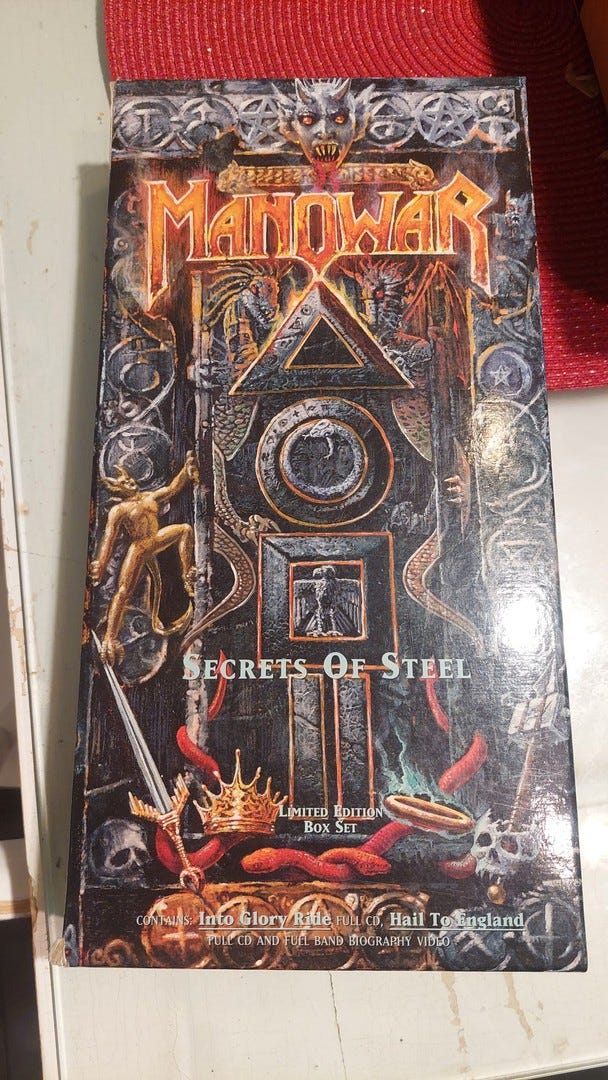 MANOWAR
SECRETS OF STEEL
LIMITED EDITION
BOX SET
CONTAINS: Into Glory Ride FULL CD, Hail To England
FULL CD AND FULL BAND BIOGRAPHY VIDEO